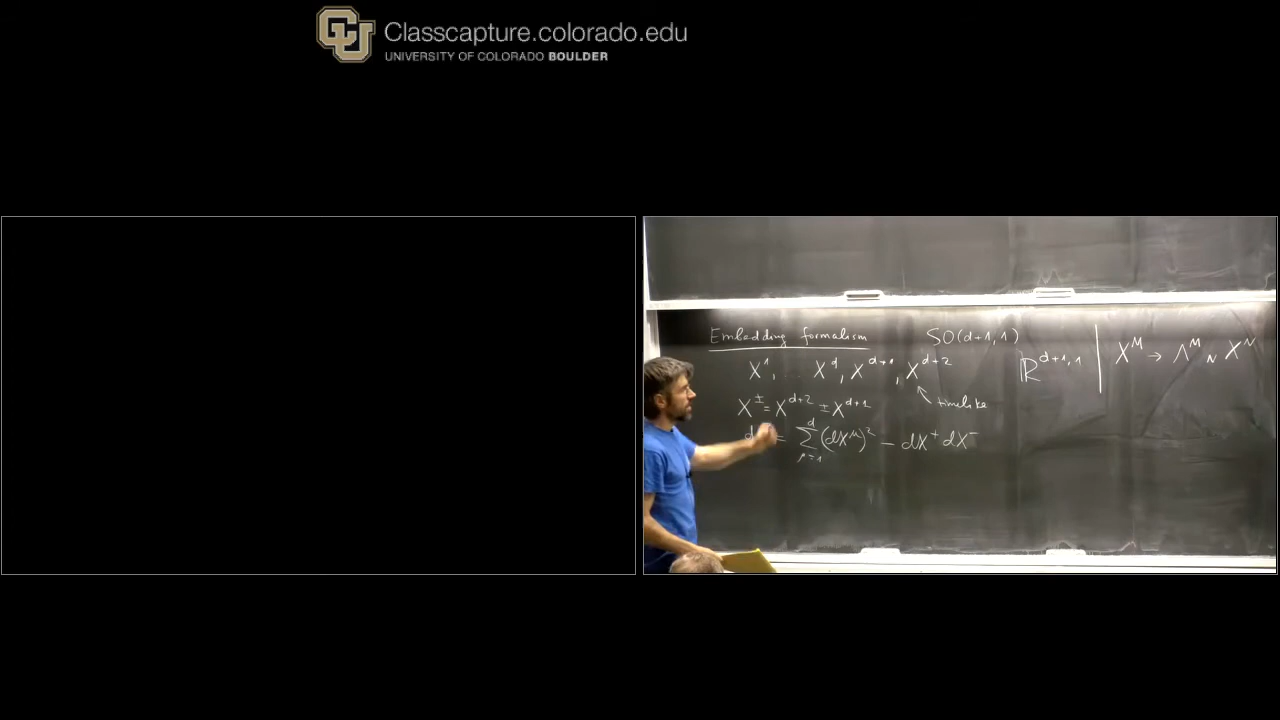 CU
Classcapture.colorado.edu
UNIVERSITY OF COLORADO BOULDER
Embedding formalism SO(d+1,1)
X¹, ... X^d, X^{d+1}, X^{d+2} ℝ^{d+1,1} | X^M → Λ^M_N X^N
timelike
X^± = X^{d+2} ± X^{d+1}
= Σ_{μ=1}^{d} (dX^μ)² − dX⁺dX⁻